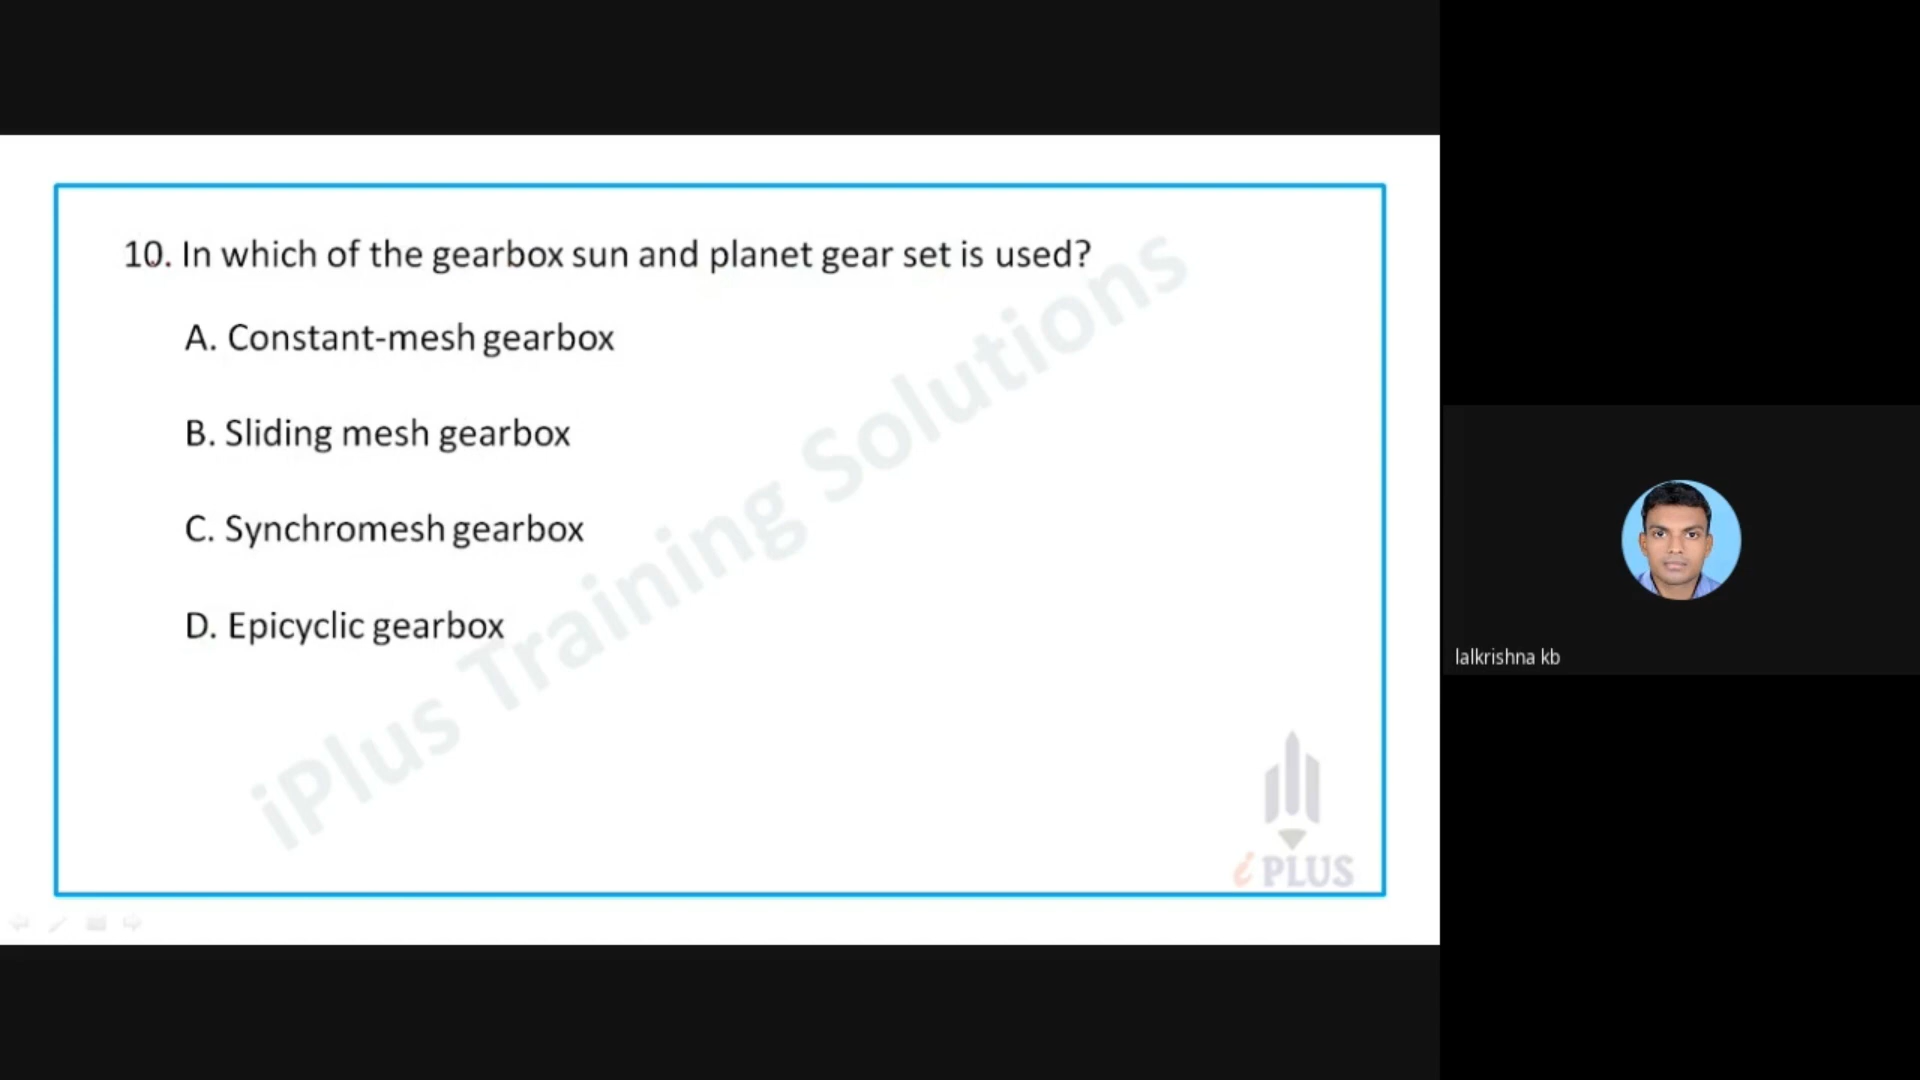 10. In which of the gearbox sun and planet gear set is used?
A. Constant-mesh gearbox
B. Sliding mesh gearbox
C. Synchromesh gearbox
D. Epicyclic gearbox
iPlus Training Solutions
i PLUS
lalkrishna kb